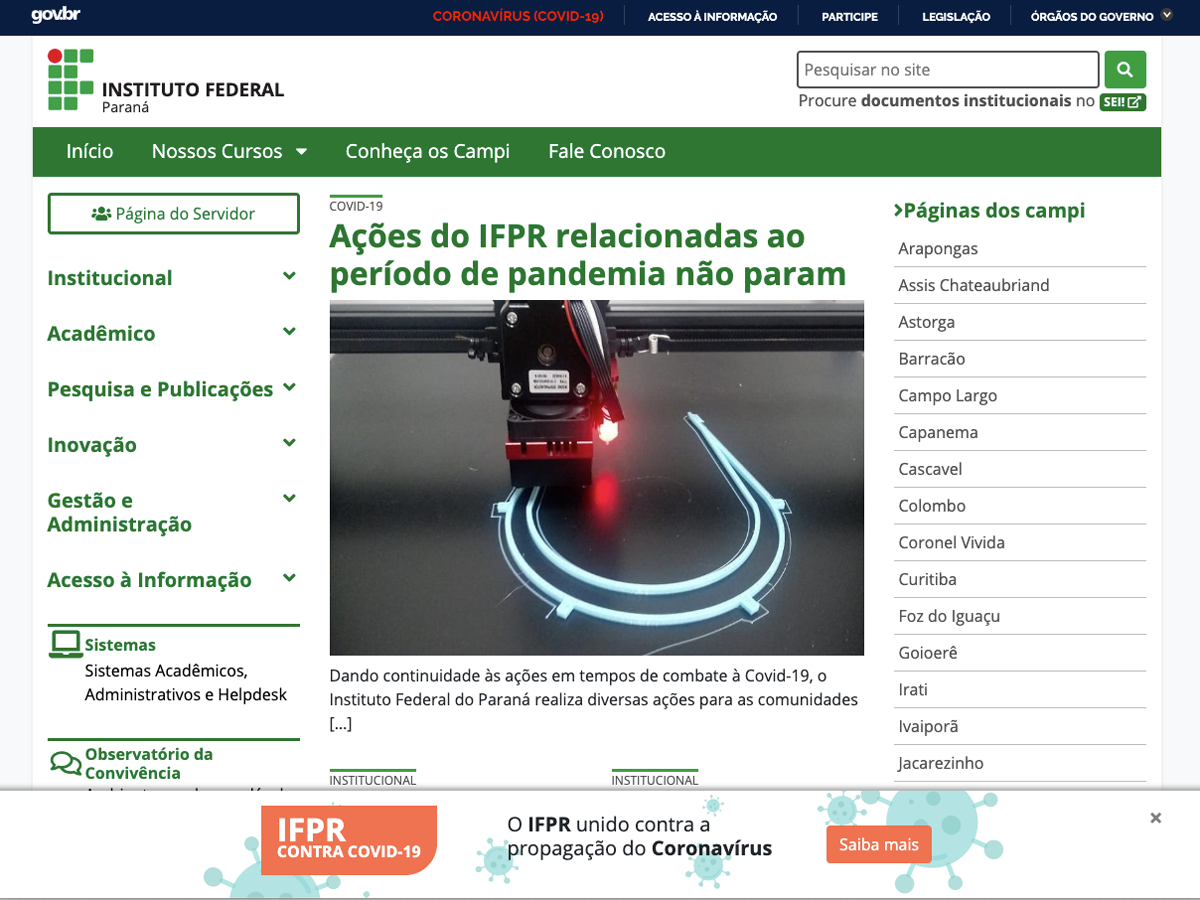 gov.br
CORONAVÍRUS (COVID-19)
ACESSO À INFORMAÇÃO
PARTICIPE
LEGISLAÇÃO
ÓRGÃOS DO GOVERNO
INSTITUTO FEDERAL
Paraná
Pesquisar no site
Procure documentos institucionais no SEI!
Início
Nossos Cursos
Conheça os Campi
Fale Conosco
Página do Servidor
Institucional
Acadêmico
Pesquisa e Publicações
Inovação
Gestão e
Administração
Acesso à Informação
Sistemas
Sistemas Acadêmicos,
Administrativos e Helpdesk
Observatório da
Convivência
COVID-19
Ações do IFPR relacionadas ao
período de pandemia não param
Dando continuidade às ações em tempos de combate à Covid-19, o
Instituto Federal do Paraná realiza diversas ações para as comunidades
[...]
INSTITUCIONAL
INSTITUCIONAL
Páginas dos campi
Arapongas
Assis Chateaubriand
Astorga
Barracão
Campo Largo
Capanema
Cascavel
Colombo
Coronel Vivida
Curitiba
Foz do Iguaçu
Goioerê
Irati
Ivaiporã
Jacarezinho
IFPR
CONTRA COVID-19
O IFPR unido contra a
propagação do Coronavírus
Saiba mais
×